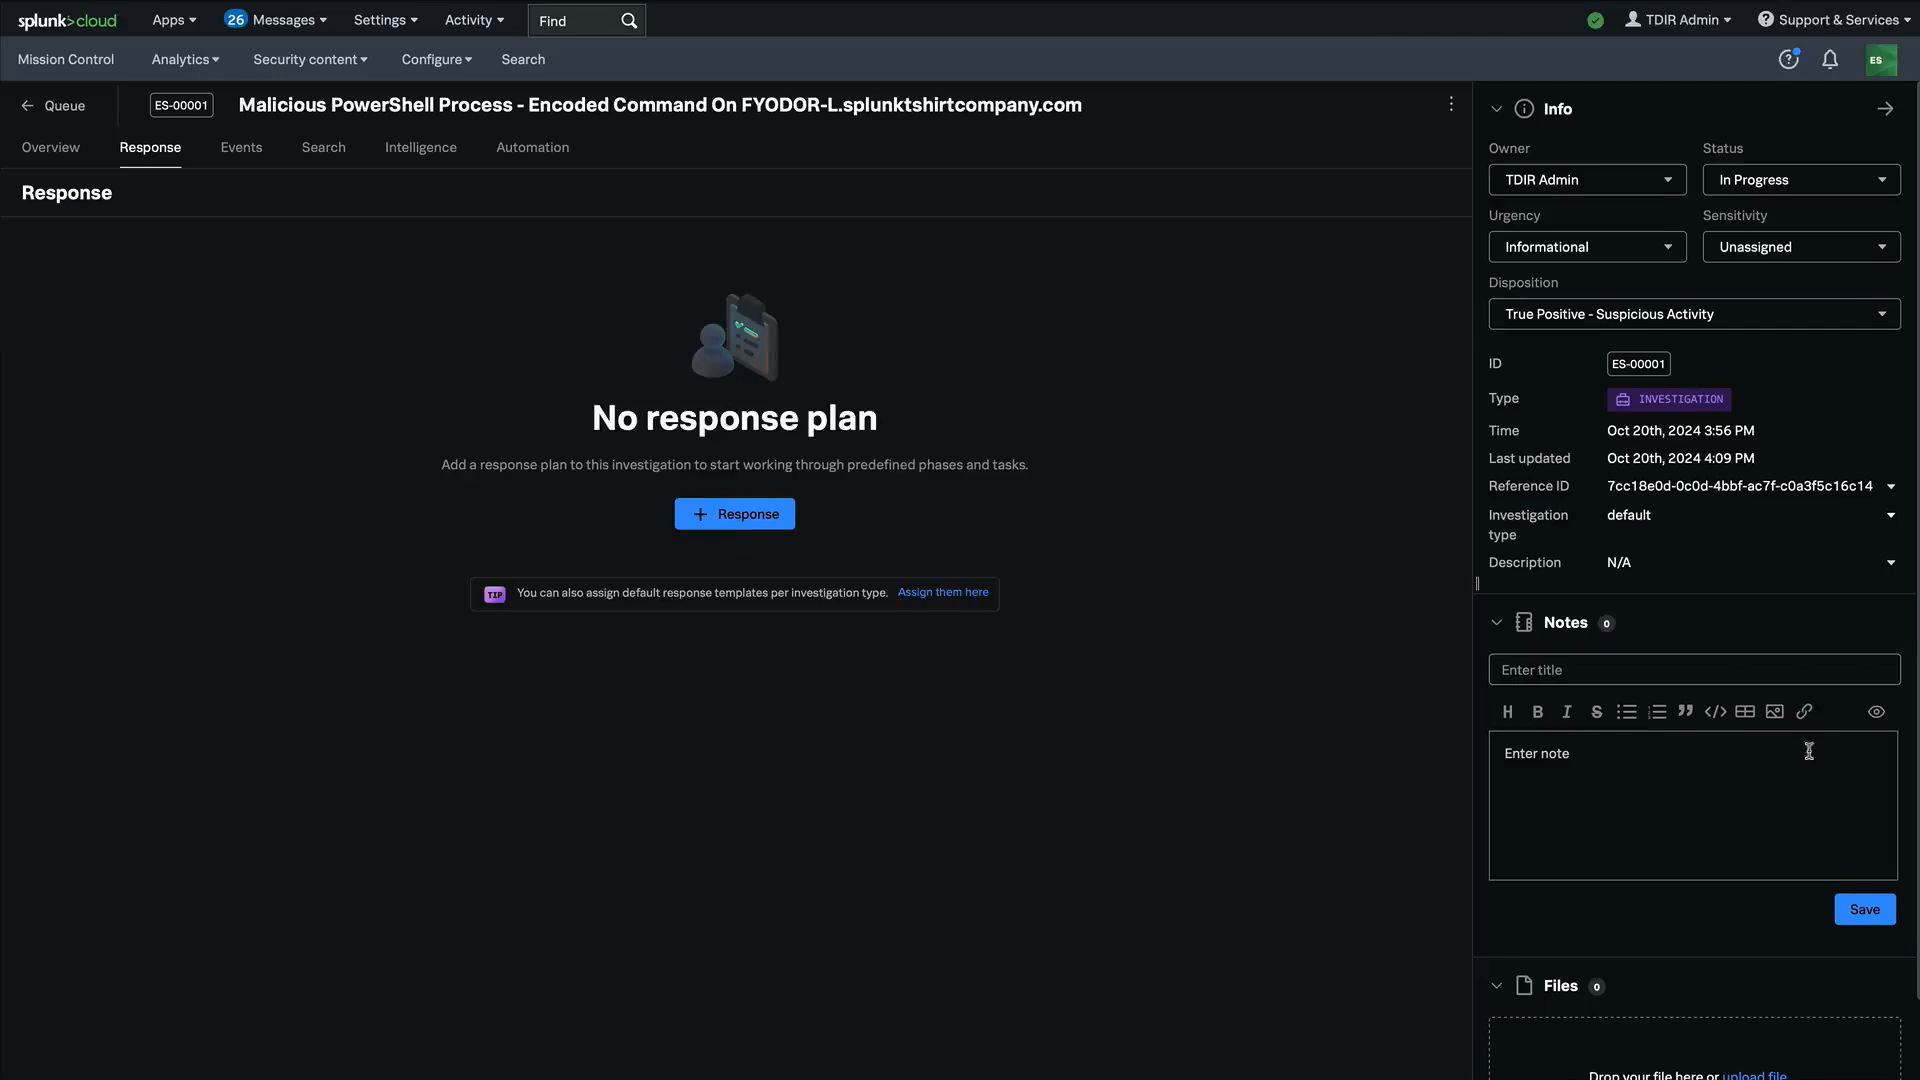 splunk>cloud
Apps
26
Messages
Settings
Activity
Find
TDIR Admin
Support & Services
Mission Control
Analytics
Security content
Configure
Search
ES
Queue
ES-00001
Malicious PowerShell Process - Encoded Command On FYODOR-L.splunktshirtcompany.com
Overview
Response
Events
Search
Intelligence
Automation
Response
No response plan
Add a response plan to this investigation to start working through predefined phases and tasks.
+ Response
TIP
You can also assign default response templates per investigation type. Assign them here
Info
Owner
Status
TDIR Admin
In Progress
Urgency
Sensitivity
Informational
Unassigned
Disposition
True Positive - Suspicious Activity
ID
ES-00001
Type
INVESTIGATION
Time
Oct 20th, 2024 3:56 PM
Last updated
Oct 20th, 2024 4:09 PM
Reference ID
7cc18e0d-0c0d-4bbf-ac7f-c0a3f5c16c14
Investigation
type
default
Description
N/A
Notes 0
Enter title
H B I S
Enter note
Save
Files 0
Drop your file here or upload file